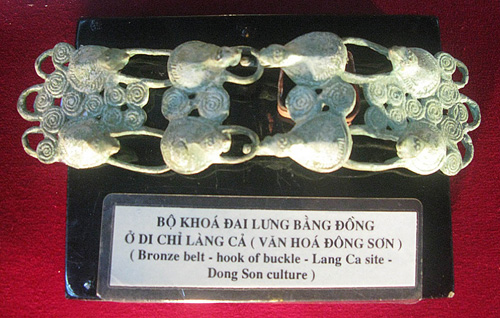 BỘ KHOÁ ĐAI LƯNG BẰNG ĐỒNG
Ở DI CHỈ LÀNG CẢ ( VĂN HOÁ ĐÔNG SƠN )
( Bronze belt - hook of buckle - Lang Ca site -
Dong Son culture )